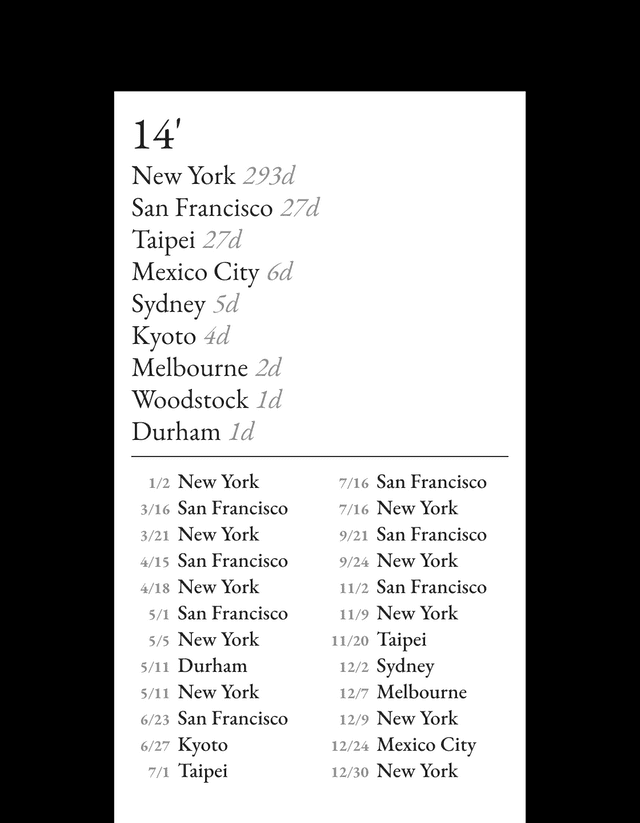 14'
New York 293d
San Francisco 27d
Taipei 27d
Mexico City 6d
Sydney 5d
Kyoto 4d
Melbourne 2d
Woodstock 1d
Durham 1d
1/2 New York
3/16 San Francisco
3/21 New York
4/15 San Francisco
4/18 New York
5/1 San Francisco
5/5 New York
5/11 Durham
5/11 New York
6/23 San Francisco
6/27 Kyoto
7/1 Taipei
7/16 San Francisco
7/16 New York
9/21 San Francisco
9/24 New York
11/2 San Francisco
11/9 New York
11/20 Taipei
12/2 Sydney
12/7 Melbourne
12/9 New York
12/24 Mexico City
12/30 New York